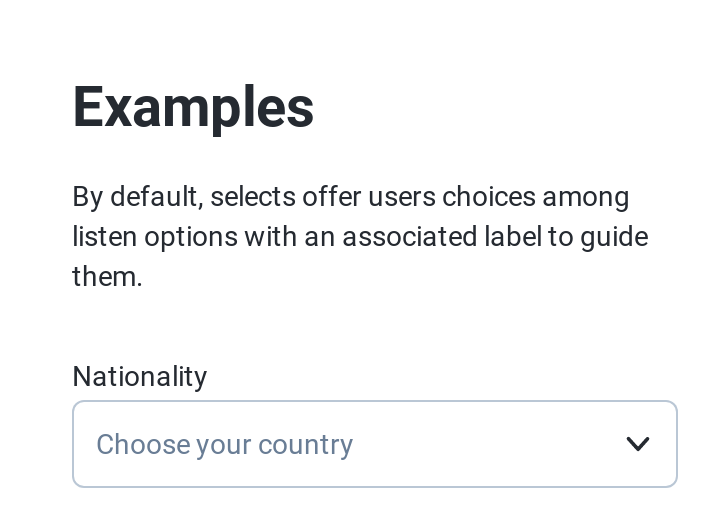 Examples
By default, selects offer users choices among
listen options with an associated label to guide
them.
Nationality
Choose your country